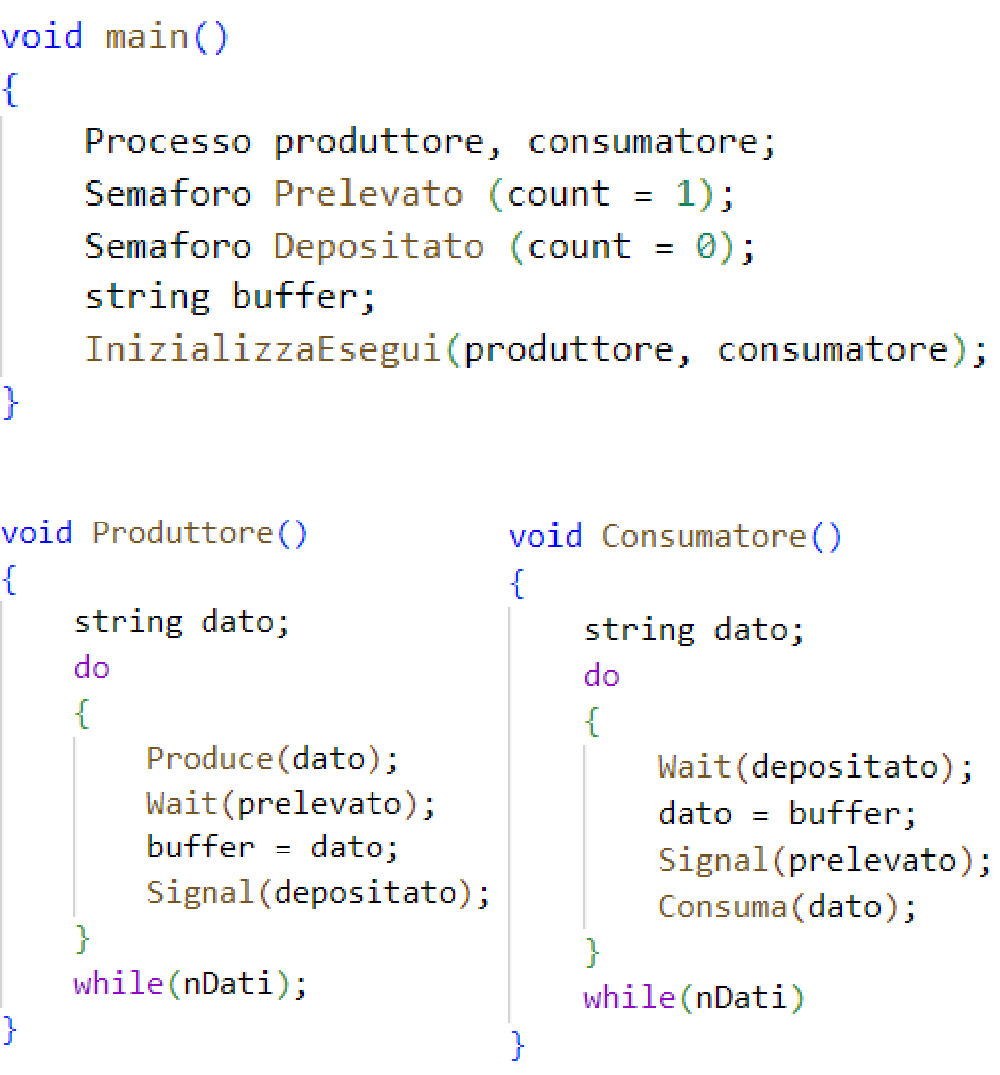 void main()
{
    Processo produttore, consumatore;
    Semaforo Prelevato (count = 1);
    Semaforo Depositato (count = 0);
    string buffer;
    InizializzaEsegui(produttore, consumatore);
}
void Produttore()
{
    string dato;
    do
    {
        Produce(dato);
        Wait(prelevato);
        buffer = dato;
        Signal(depositato);
    }
    while(nDati);
}
void Consumatore()
{
    string dato;
    do
    {
        Wait(depositato);
        dato = buffer;
        Signal(prelevato);
        Consuma(dato);
    }
    while(nDati)
}